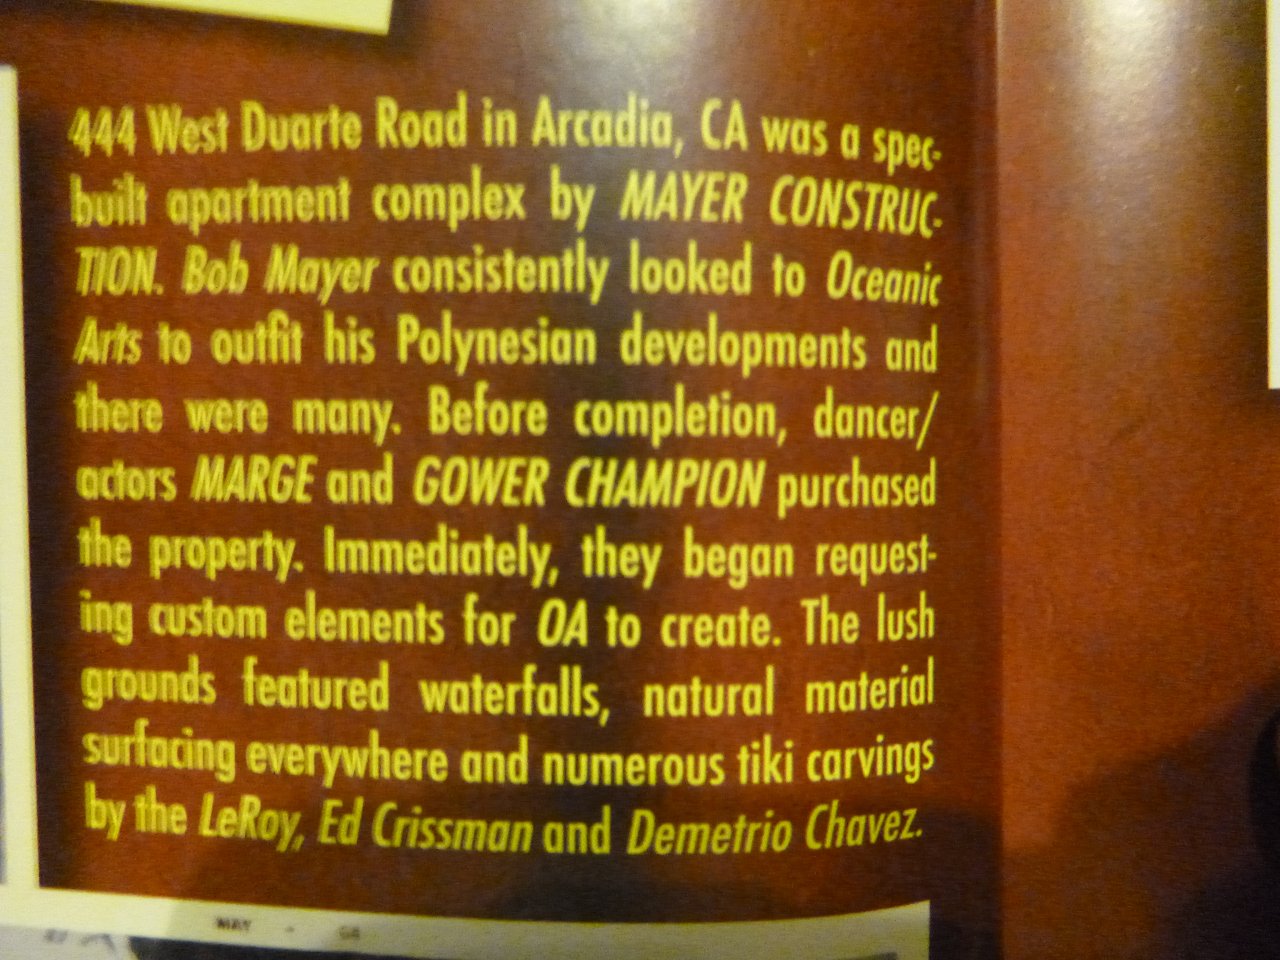 444 West Duarte Road in Arcadia, CA was a spec-
built apartment complex by MAYER CONSTRUC-
TION. Bob Mayer consistently looked to Oceanic
Arts to outfit his Polynesian developments and
there were many. Before completion, dancer/
actors MARGE and GOWER CHAMPION purchased
the property. Immediately, they began request-
ing custom elements for OA to create. The lush
grounds featured waterfalls, natural material
surfacing everywhere and numerous tiki carvings
by the LeRoy, Ed Crissman and Demetrio Chavez.
MAY